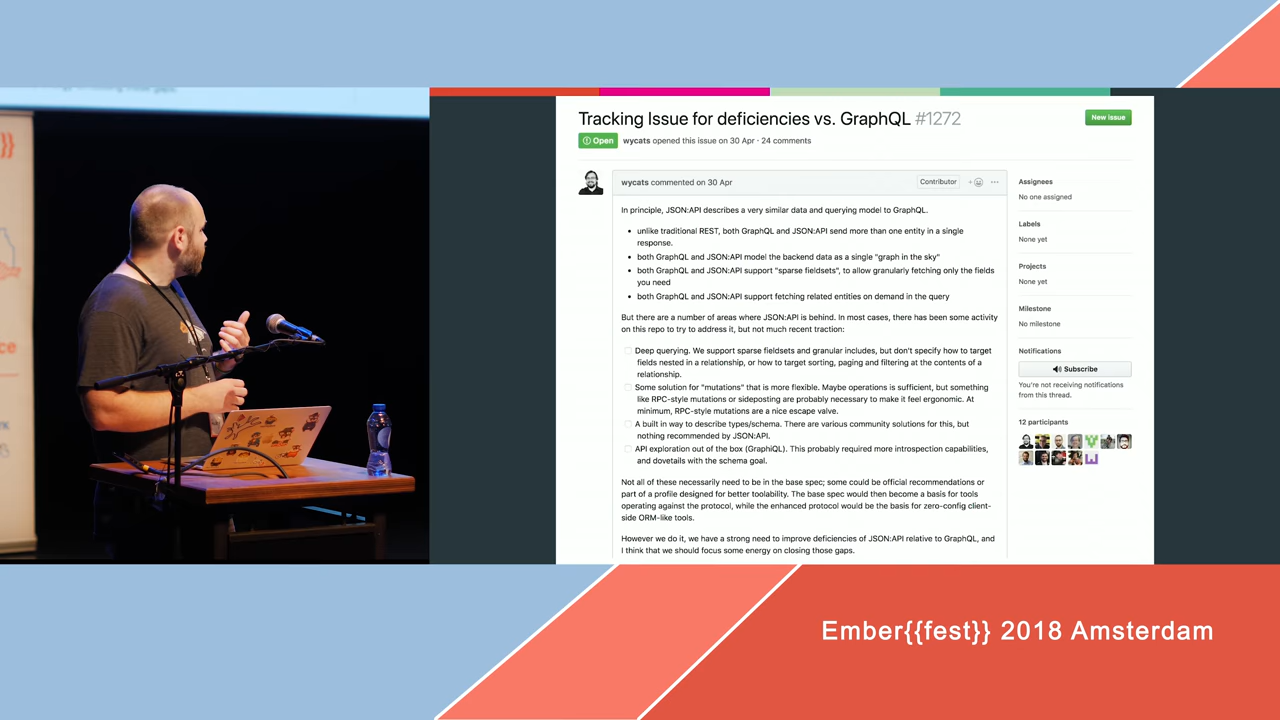 }}
ce
rk
Tracking Issue for deficiencies vs. GraphQL #1272
New issue
Open wycats opened this issue on 30 Apr · 24 comments
wycats commented on 30 Apr
Contributor
In principle, JSON:API describes a very similar data and querying model to GraphQL.
• unlike traditional REST, both GraphQL and JSON:API send more than one entity in a single
response.
• both GraphQL and JSON:API model the backend data as a single "graph in the sky"
• both GraphQL and JSON:API support "sparse fieldsets", to allow granularly fetching only the fields
you need
• both GraphQL and JSON:API support fetching related entities on demand in the query
But there are a number of areas where JSON:API is behind. In most cases, there has been some activity
on this repo to try to address it, but not much recent traction:
Deep querying. We support sparse fieldsets and granular includes, but don't specify how to target
fields nested in a relationship, or how to target sorting, paging and filtering at the contents of a
relationship.
Some solution for "mutations" that is more flexible. Maybe operations is sufficient, but something
like RPC-style mutations or sideposting are probably necessary to make it feel ergonomic. At
minimum, RPC-style mutations are a nice escape valve.
A built in way to describe types/schema. There are various community solutions for this, but
nothing recommended by JSON:API.
API exploration out of the box (GraphiQL). This probably required more introspection capabilities,
and dovetails with the schema goal.
Not all of these necessarily need to be in the base spec; some could be official recommendations or
part of a profile designed for better toolability. The base spec would then become a basis for tools
operating against the protocol, while the enhanced protocol would be the basis for zero-config client-
side ORM-like tools.
However we do it, we have a strong need to improve deficiencies of JSON:API relative to GraphQL, and
I think that we should focus some energy on closing those gaps.
Assignees
No one assigned
Labels
None yet
Projects
None yet
Milestone
No milestone
Notifications
Subscribe
You're not receiving notifications
from this thread.
12 participants
Ember{{fest}} 2018 Amsterdam